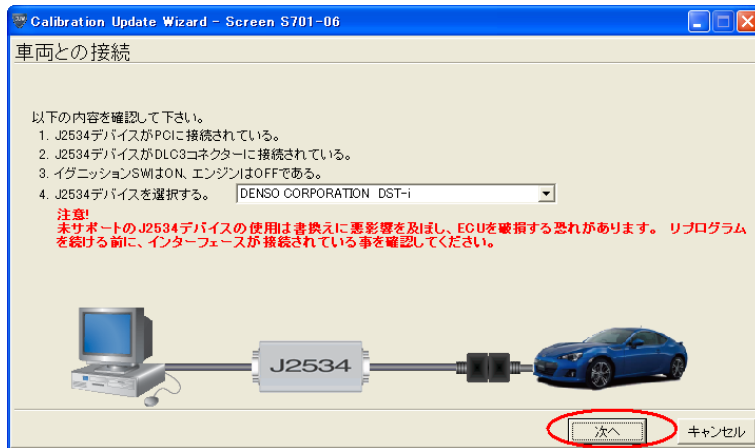 Calibration Update Wizard - Screen S701-06
車両との接続
以下の内容を確認して下さい。
1. J2534デバイスがPCに接続されている。
2. J2534デバイスがDLC3コネクターに接続されている。
3. イグニッションSWはON、エンジンはOFFである。
4. J2534デバイスを選択する。 DENSO CORPORATION DST-i
注意!
未サポートのJ2534デバイスの使用は書換えに悪影響を及ぼし、ECUを破損する恐れがあります。 リプログラム
を続ける前に、インターフェースが接続されている事を確認してください。
J2534
次へ キャンセル